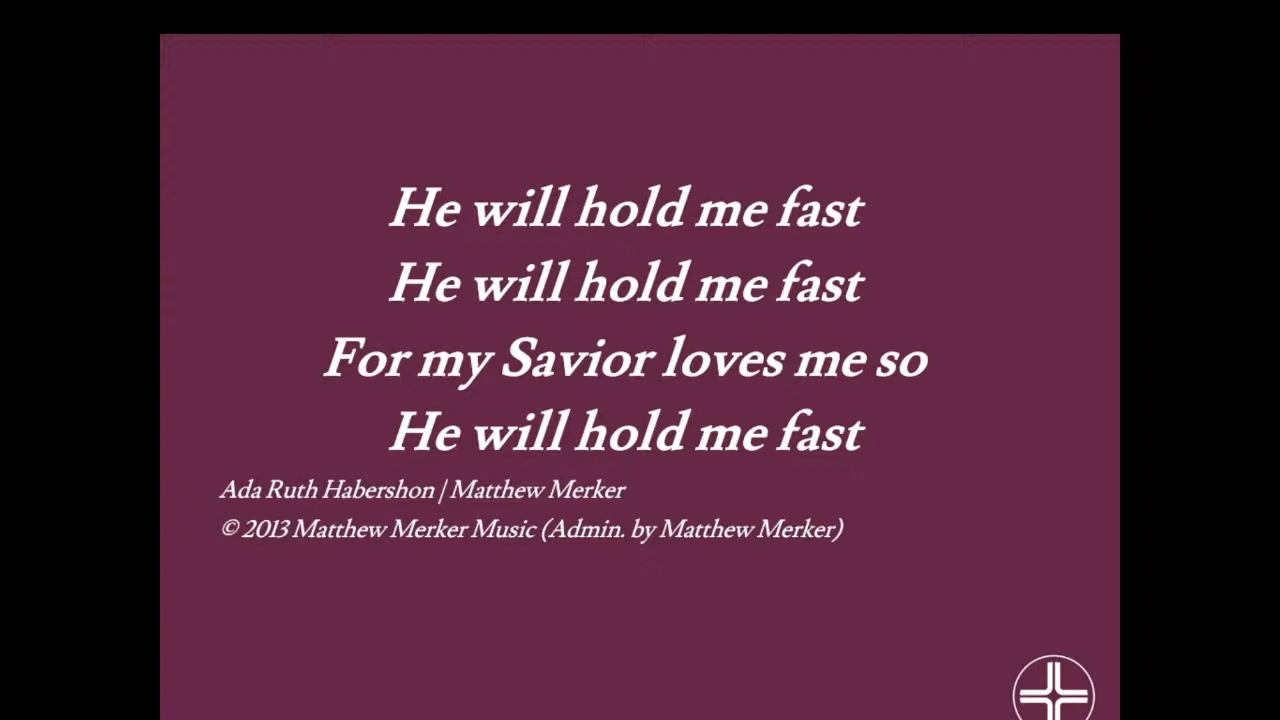 He will hold me fast
He will hold me fast
For my Savior loves me so
He will hold me fast
Ada Ruth Habershon | Matthew Merker
© 2013 Matthew Merker Music (Admin. by Matthew Merker)